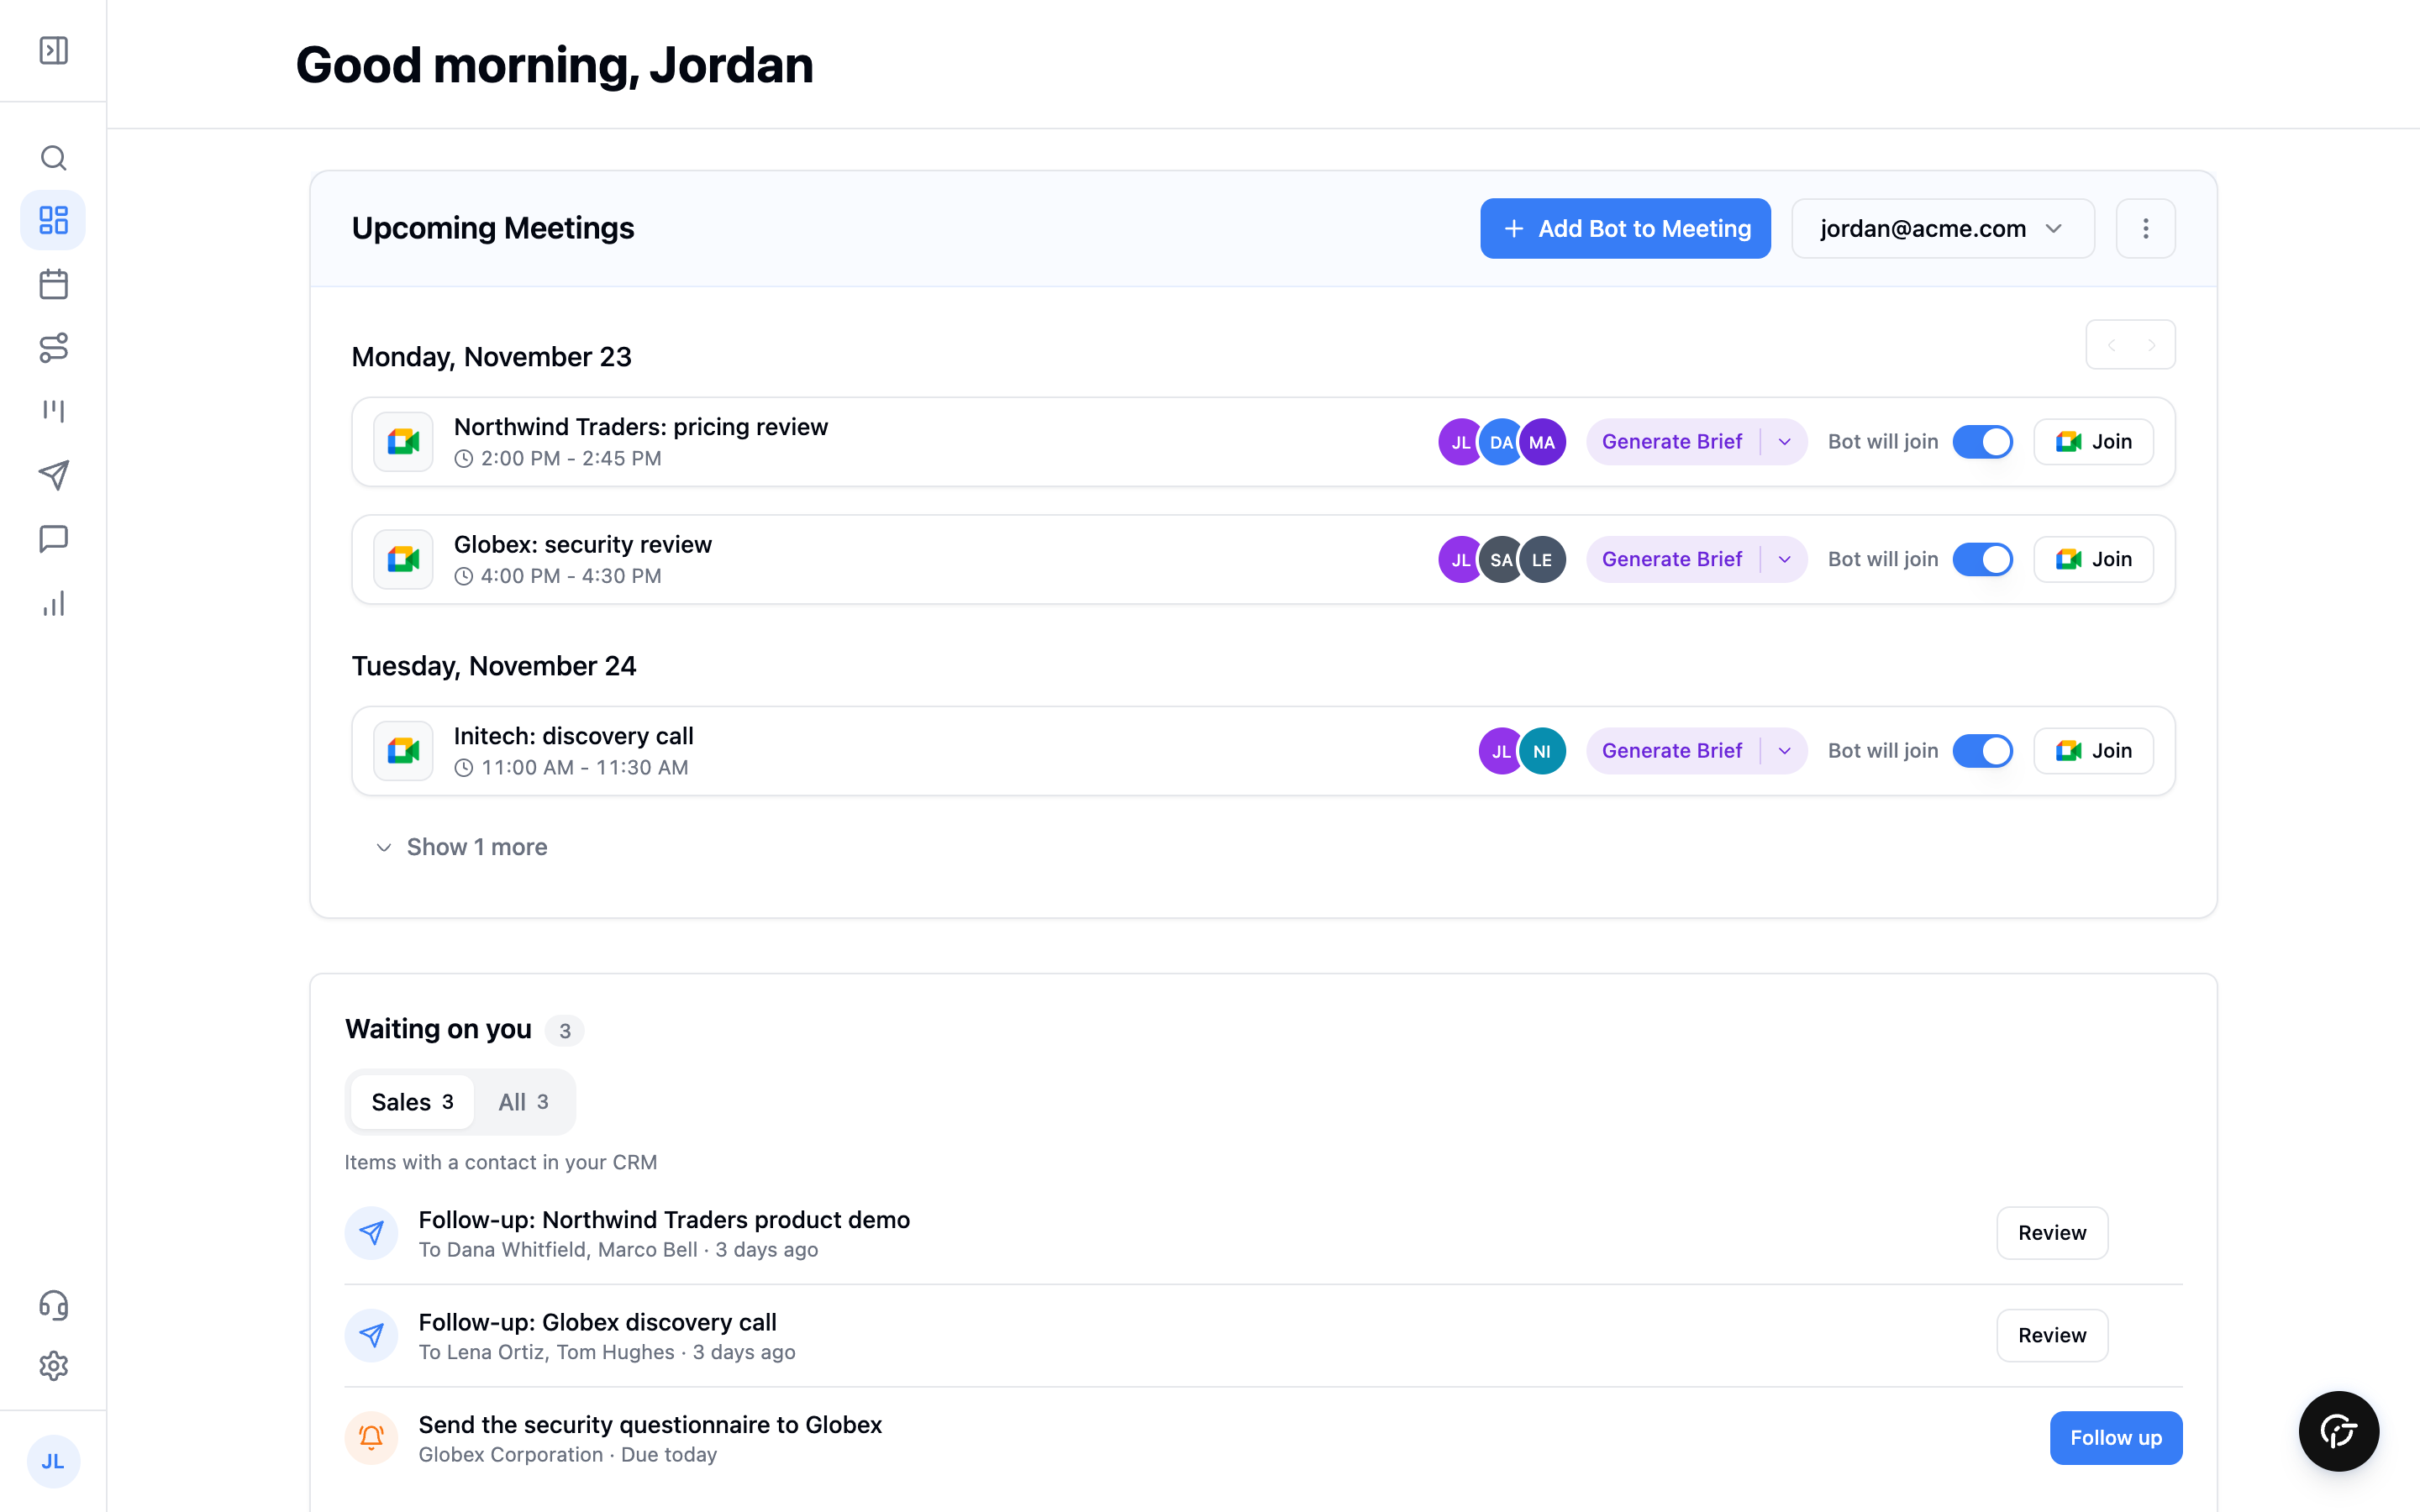 Good morning, Jordan
Upcoming Meetings
Add Bot to Meeting
jordan@acme.com
Monday, November 23
Northwind Traders: pricing review
2:00 PM - 2:45 PM
JL DA MA
Generate Brief
Bot will join
Join
Globex: security review
4:00 PM - 4:30 PM
JL SA LE
Generate Brief
Bot will join
Join
Tuesday, November 24
Initech: discovery call
11:00 AM - 11:30 AM
JL NI
Generate Brief
Bot will join
Join
Show 1 more
Waiting on you 3
Sales 3 All 3
Items with a contact in your CRM
Follow-up: Northwind Traders product demo
To Dana Whitfield, Marco Bell · 3 days ago
Review
Follow-up: Globex discovery call
To Lena Ortiz, Tom Hughes · 3 days ago
Review
Send the security questionnaire to Globex
Globex Corporation · Due today
Follow up
JL